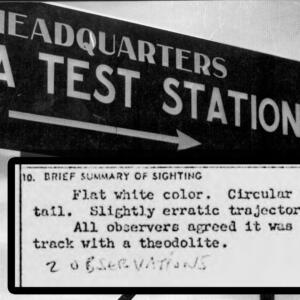 HEADQUARTERS
A TEST STATION
10. BRIEF SUMMARY OF SIGHTING
Flat white color. Circular
tail. Slightly erratic trajector
All observers agreed it was
track with a theodolite.
2 OBSERVATIONS